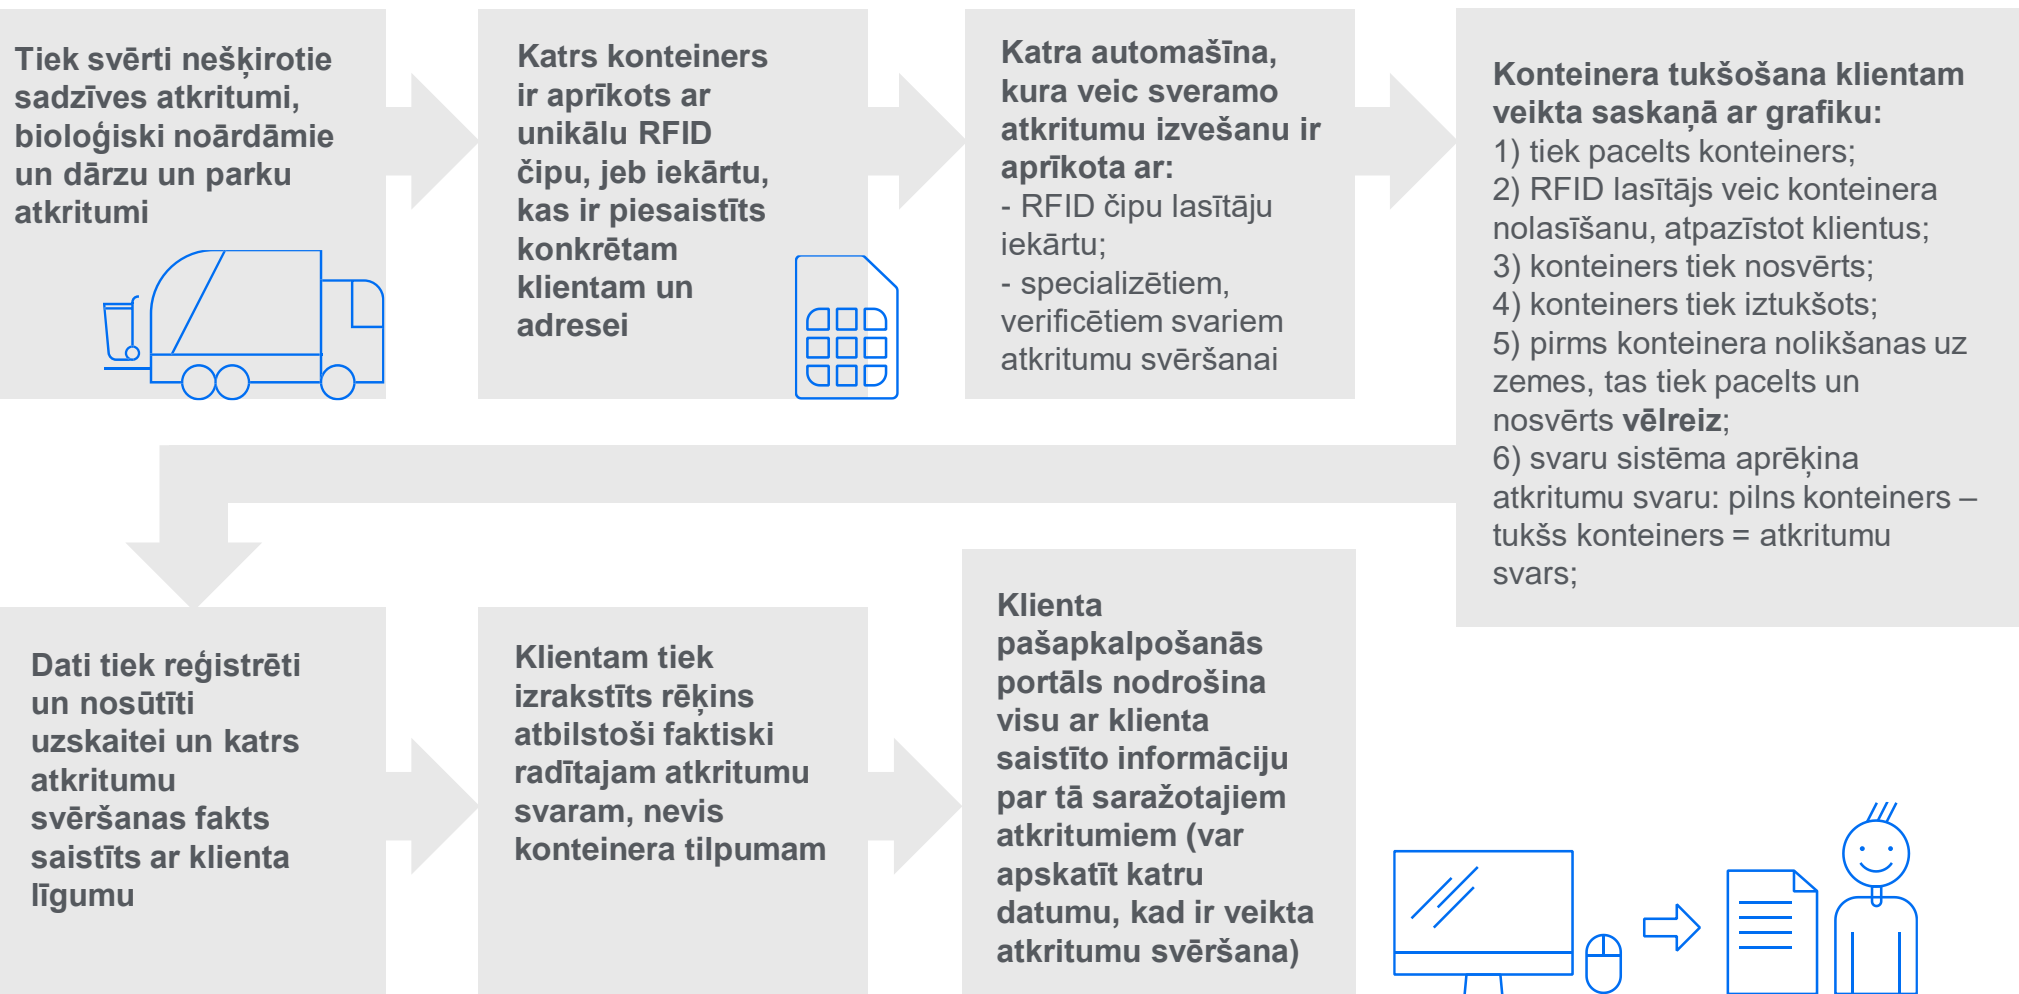 Tiek svērti nešķirotie
sadzīves atkritumi,
bioloģiski noārdāmie
un dārzu un parku
atkritumi
Katrs konteiners
ir aprīkots ar
unikālu RFID
čipu, jeb iekārtu,
kas ir piesaistīts
konkrētam
klientam un
adresei
Katra automašīna,
kura veic sveramo
atkritumu izvešanu ir
aprīkota ar:
- RFID čipu lasītāju
iekārtu;
- specializētiem,
verificētiem svariem
atkritumu svēršanai
Konteinera tukšošana klientam
veikta saskaņā ar grafiku:
1) tiek pacelts konteiners;
2) RFID lasītājs veic konteinera
nolasīšanu, atpazīstot klientus;
3) konteiners tiek nosvērts;
4) konteiners tiek iztukšots;
5) pirms konteinera nolikšanas uz
zemes, tas tiek pacelts un
nosvērts vēlreiz;
6) svaru sistēma aprēķina
atkritumu svaru: pilns konteiners –
tukšs konteiners = atkritumu
svars;
Dati tiek reģistrēti
un nosūtīti
uzskaitei un katrs
atkritumu
svēršanas fakts
saistīts ar klienta
līgumu
Klientam tiek
izrakstīts rēķins
atbilstoši faktiski
radītajam atkritumu
svaram, nevis
konteinera tilpumam
Klienta
pašapkalpošanās
portāls nodrošina
visu ar klienta
saistīto informāciju
par tā saražotajiem
atkritumiem (var
apskatīt katru
datumu, kad ir veikta
atkritumu svēršana)